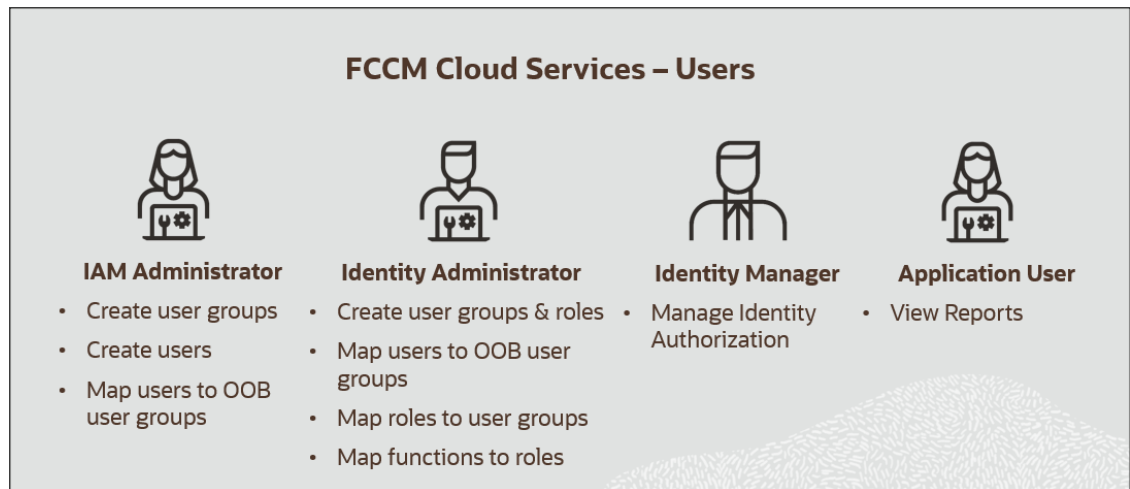 FCCM Cloud Services – Users
IAM Administrator
• Create user groups
• Create users
• Map users to OOB
user groups
Identity Administrator
• Create user groups & roles
• Map users to OOB user
groups
• Map roles to user groups
• Map functions to roles
Identity Manager
• Manage Identity
Authorization
Application User
• View Reports